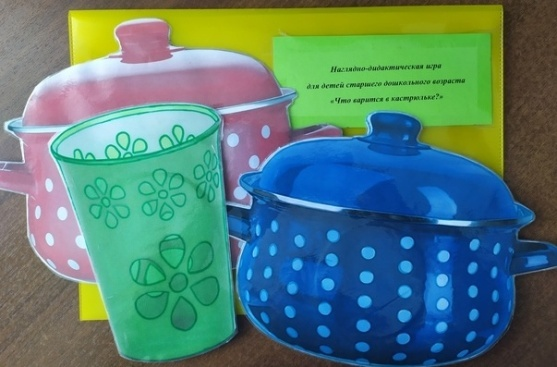 Наглядно-дидактическая игра
для детей старшего дошкольного возраста
«Что варится в кастрюльке?»